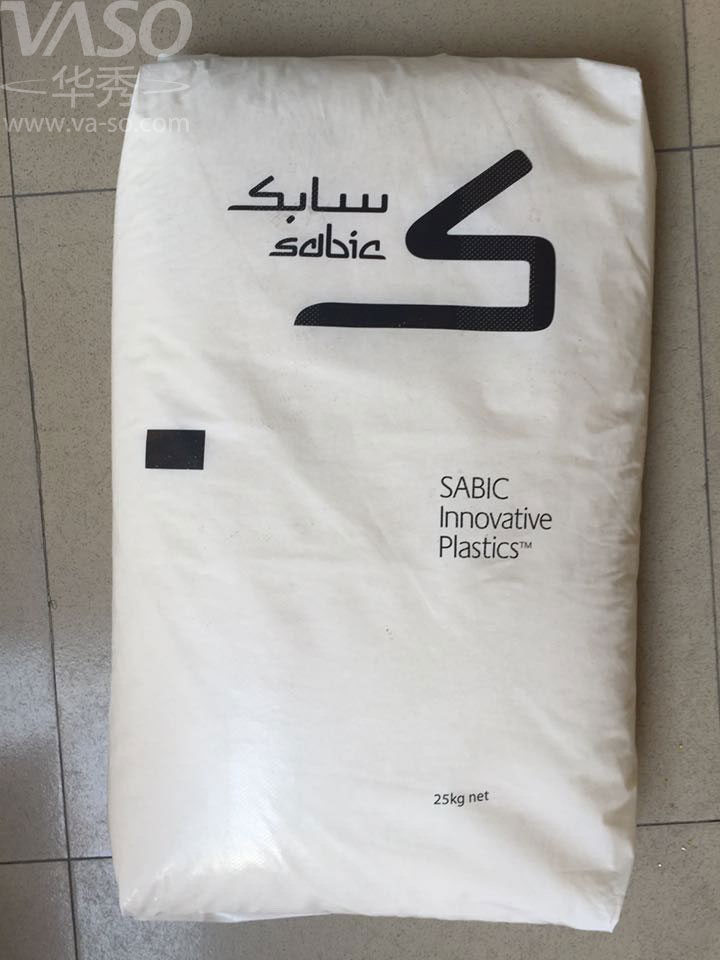 VASO
华秀
www.va-so.com
سابك
sabic
ك
SABIC
Innovative
Plastics™
25kg net